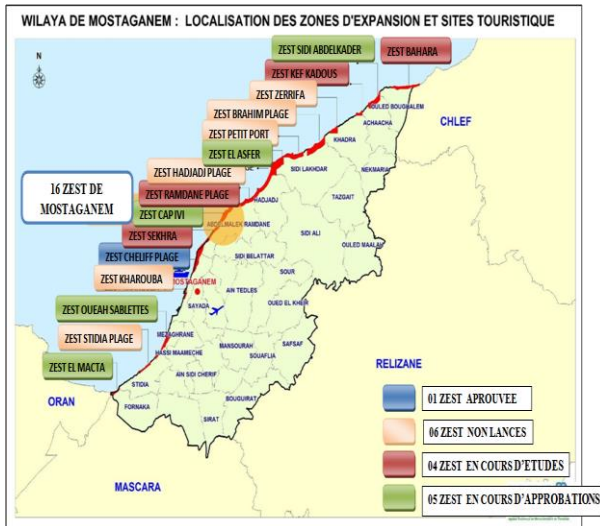 WILAYA DE MOSTAGANEM : LOCALISATION DES ZONES D'EXPANSION ET SITES TOURISTIQUE
N
ZEST SIDI ABDELKADER
ZEST BAHARA
ZEST KEF KADOUS
ZEST ZERRIFA
ZEST BRAHIM PLAGE
ZEST PETIT PORT
ZEST EL ASFER
ZEST HADJADJ PLAGE
ZEST RAMDANE PLAGE
ZEST CAP IVI
ZEST SEKHRA
ZEST CHELIFF PLAGE
ZEST KHAROUBA
ZEST OUEAH SABLETTES
ZEST STIDIA PLAGE
ZEST EL MACTA
16 ZEST DE
MOSTAGANEM
OULED BOUGHALEM
ACHAACHA
CHLEF
KHADRA
SIDI LAKHDAR
NEKMARIA
HADJADJ
TAZGAIT
RAMDANE
SIDI ALI
OULED MAALAH
SIDI BELATTAR
SOUR
AIN TEDLES
OUED EL KHEIR
SAYADA
MEZAGHRANE
HASSI MAAMECHE
MANSOURAH
SAFSAF
SOUAFLIA
AIN SIDI CHERIF
STIDIA
BOUGUIRAT
FORNAKA
SIRAT
RELIZANE
ORAN
MASCARA
01 ZEST APROUVEE
06 ZEST NON LANCES
04 ZEST EN COURS D'ETUDES
05 ZEST EN COURS D'APPROBATIONS